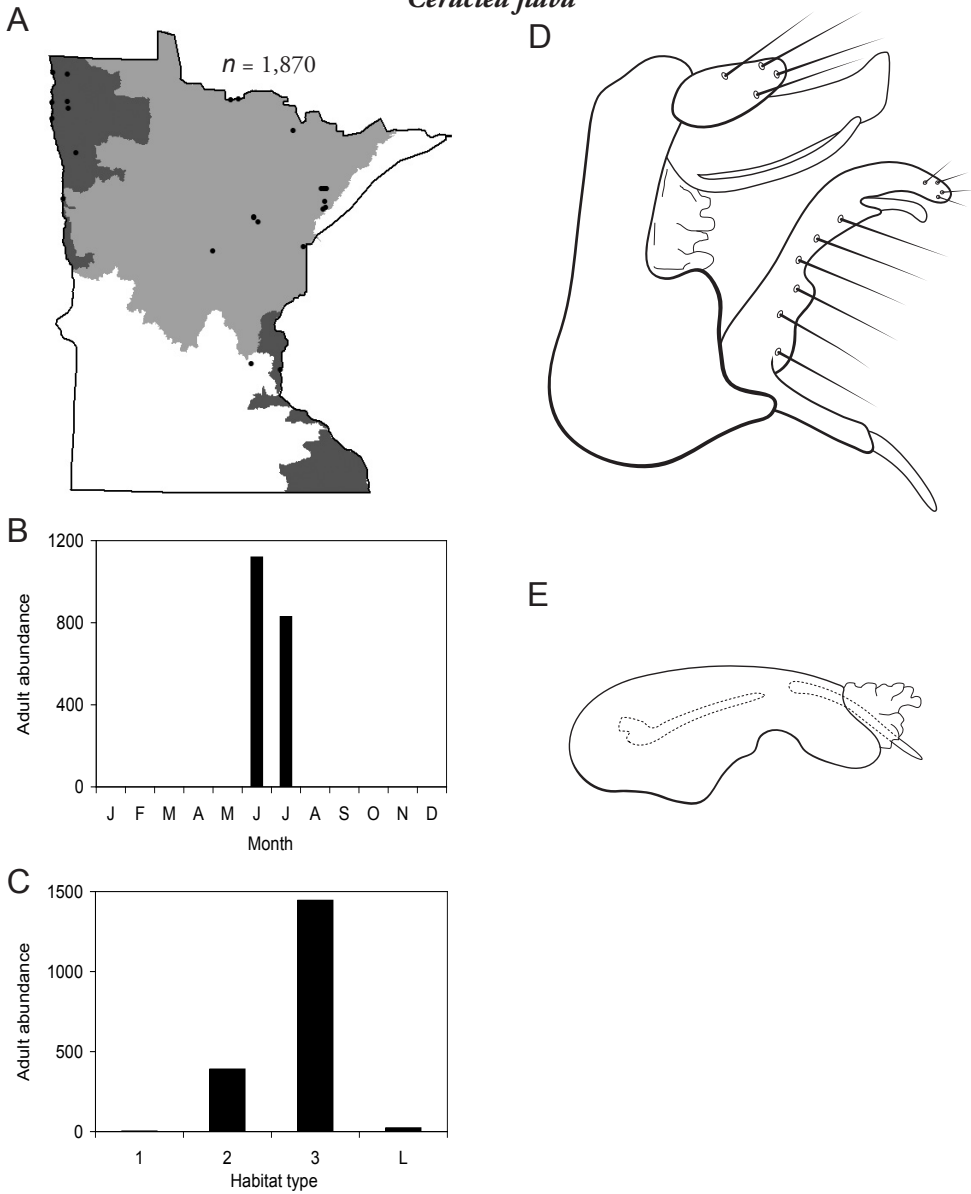 Ceraclea flava
A
n = 1,870
D
B
1200
800
400
0
Adult abundance
J F M A M J J A S O N D
Month
E
C
1500
1000
500
0
Adult abundance
1 2 3 L
Habitat type